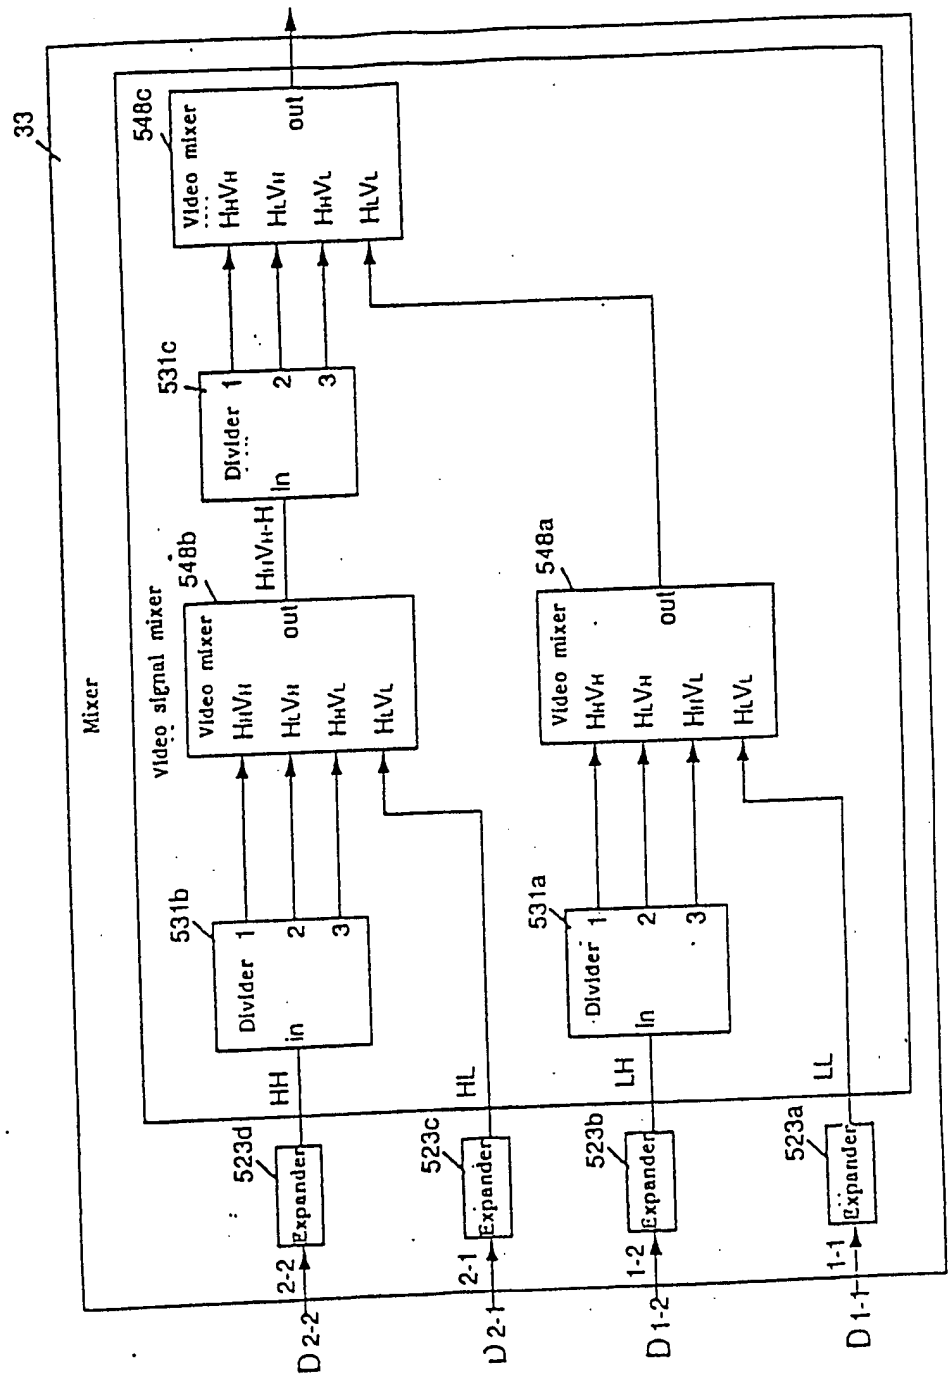 33
Mixer
Video signal mixer
D2-2
2-2
Expander
523d
HH
in
Divider
1
2
3
531b
Video mixer
HHVH
HLVH
HHVL
HLVL
out
548b
HHVH-H
In
Divider
1
2
3
531c
Video mixer
HHVH
HLVH
HHVL
HLVL
out
548c
D2-1
2-1
Expander
523c
HL
D1-2
1-2
Expander
523b
LH
In
Divider
1
2
3
531a
Video mixer
HHVH
HLVH
HHVL
HLVL
out
548a
D1-1
1-1
Expander
523a
LL